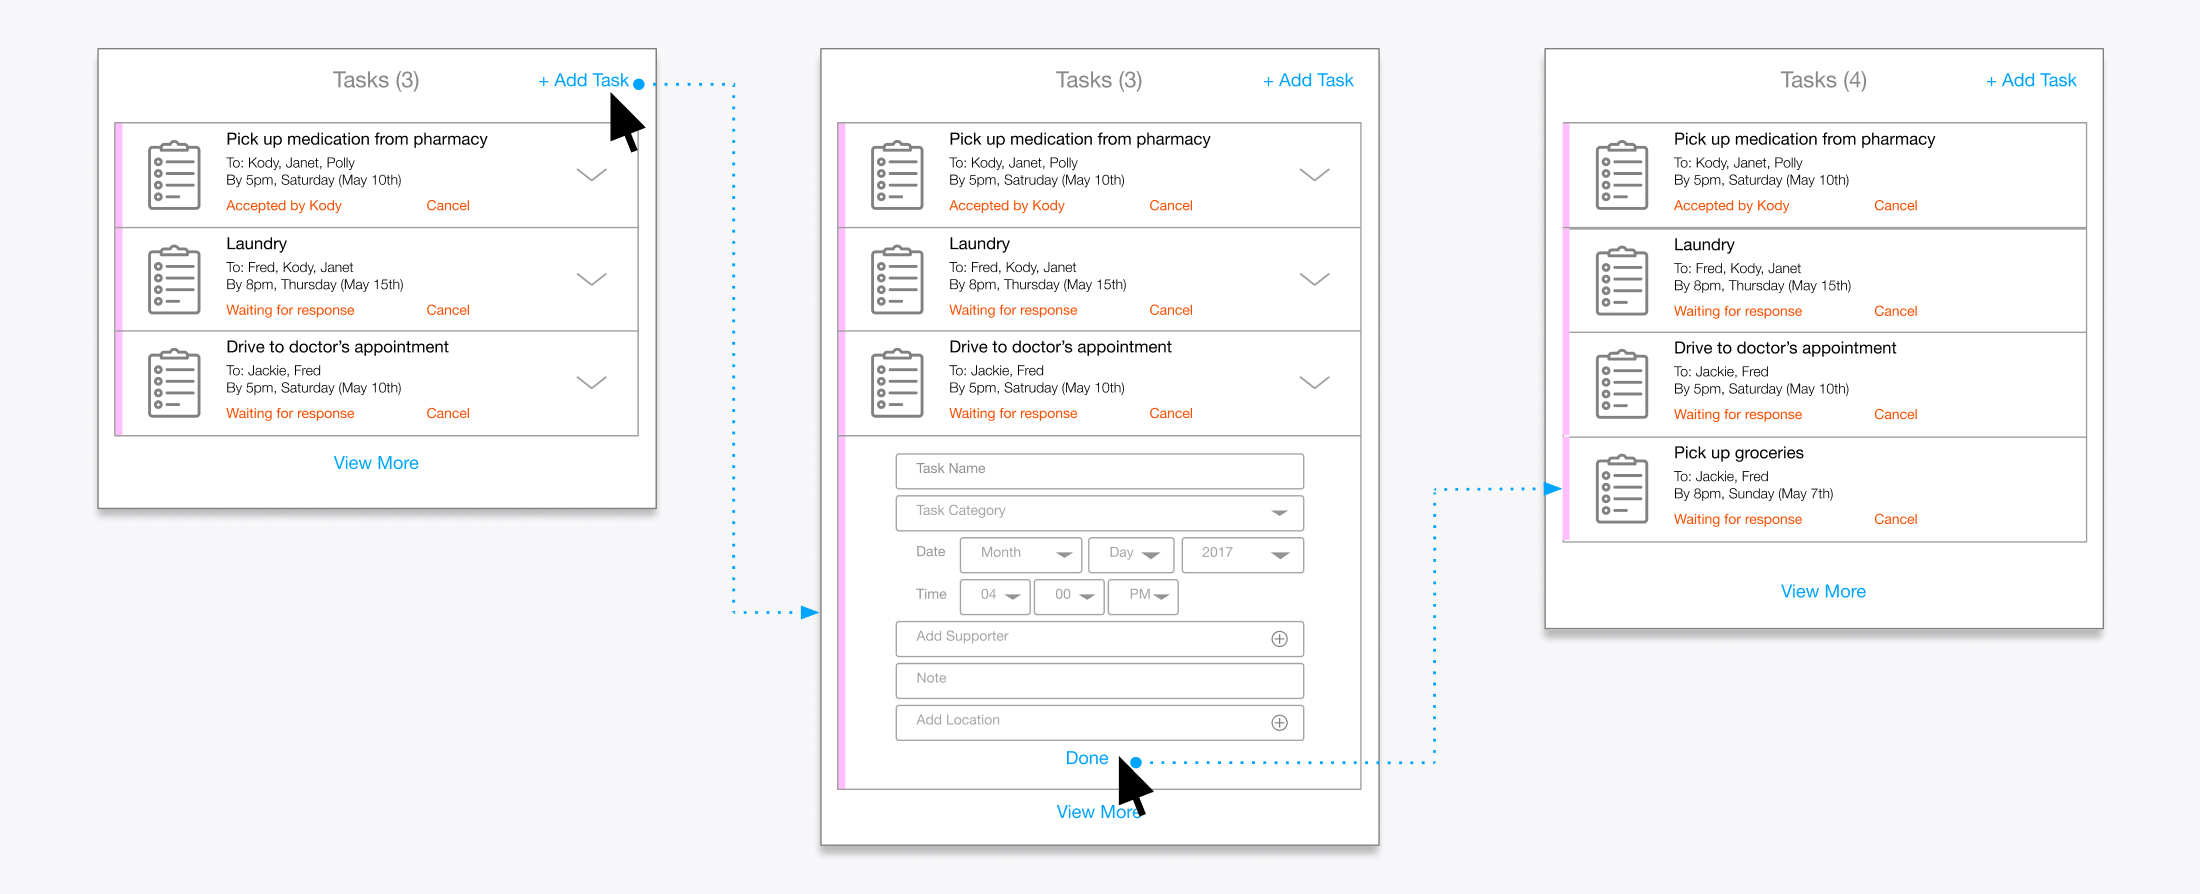 Tasks (3)
+ Add Task
Pick up medication from pharmacy
To: Kody, Janet, Polly
By 5pm, Saturday (May 10th)
Accepted by Kody Cancel
Laundry
To: Fred, Kody, Janet
By 8pm, Thursday (May 15th)
Waiting for response Cancel
Drive to doctor’s appointment
To: Jackie, Fred
By 5pm, Saturday (May 10th)
Waiting for response Cancel
View More
Tasks (3)
+ Add Task
Pick up medication from pharmacy
To: Kody, Janet, Polly
By 5pm, Satruday (May 10th)
Accepted by Kody Cancel
Laundry
To: Fred, Kody, Janet
By 8pm, Thursday (May 15th)
Waiting for response Cancel
Drive to doctor’s appointment
To: Jackie, Fred
By 5pm, Satruday (May 10th)
Waiting for response Cancel
Task Name
Task Category
Date Month Day 2017
Time 04 00 PM
Add Supporter
Note
Add Location
Done
View More
Tasks (4)
+ Add Task
Pick up medication from pharmacy
To: Kody, Janet, Polly
By 5pm, Saturday (May 10th)
Accepted by Kody Cancel
Laundry
To: Fred, Kody, Janet
By 8pm, Thursday (May 15th)
Waiting for response Cancel
Drive to doctor’s appointment
To: Jackie, Fred
By 5pm, Saturday (May 10th)
Waiting for response Cancel
Pick up groceries
To: Jackie, Fred
By 8pm, Sunday (May 7th)
Waiting for response Cancel
View More